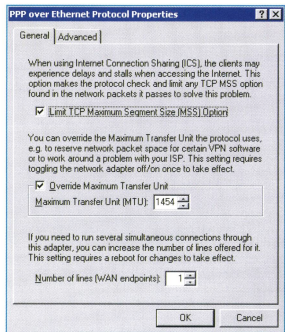 PPP over Ethernet Protocol Properties
General
Advanced
When using Internet Connection Sharing (ICS), the clients may
experience delays and stalls when accessing the Internet. This
option makes the protocol check and limit any TCP MSS option
found in the network packets it passes to solve this problem.
Limit TCP Maximum Segment Size (MSS) Option
You can override the Maximum Transfer Unit the protocol uses,
e.g. to reserve network packet space for certain VPN software
or to work around a problem with your ISP. This setting requires
toggling the network adapter off/on once to take effect.
Override Maximum Transfer Unit
Maximum Transfer Unit (MTU): 1454
If you need to run several simultaneous connections through
this adapter, you can increase the number of lines offered for it.
This setting requires a reboot for changes to take effect.
Number of lines (WAN endpoints): 1
OK
Cancel